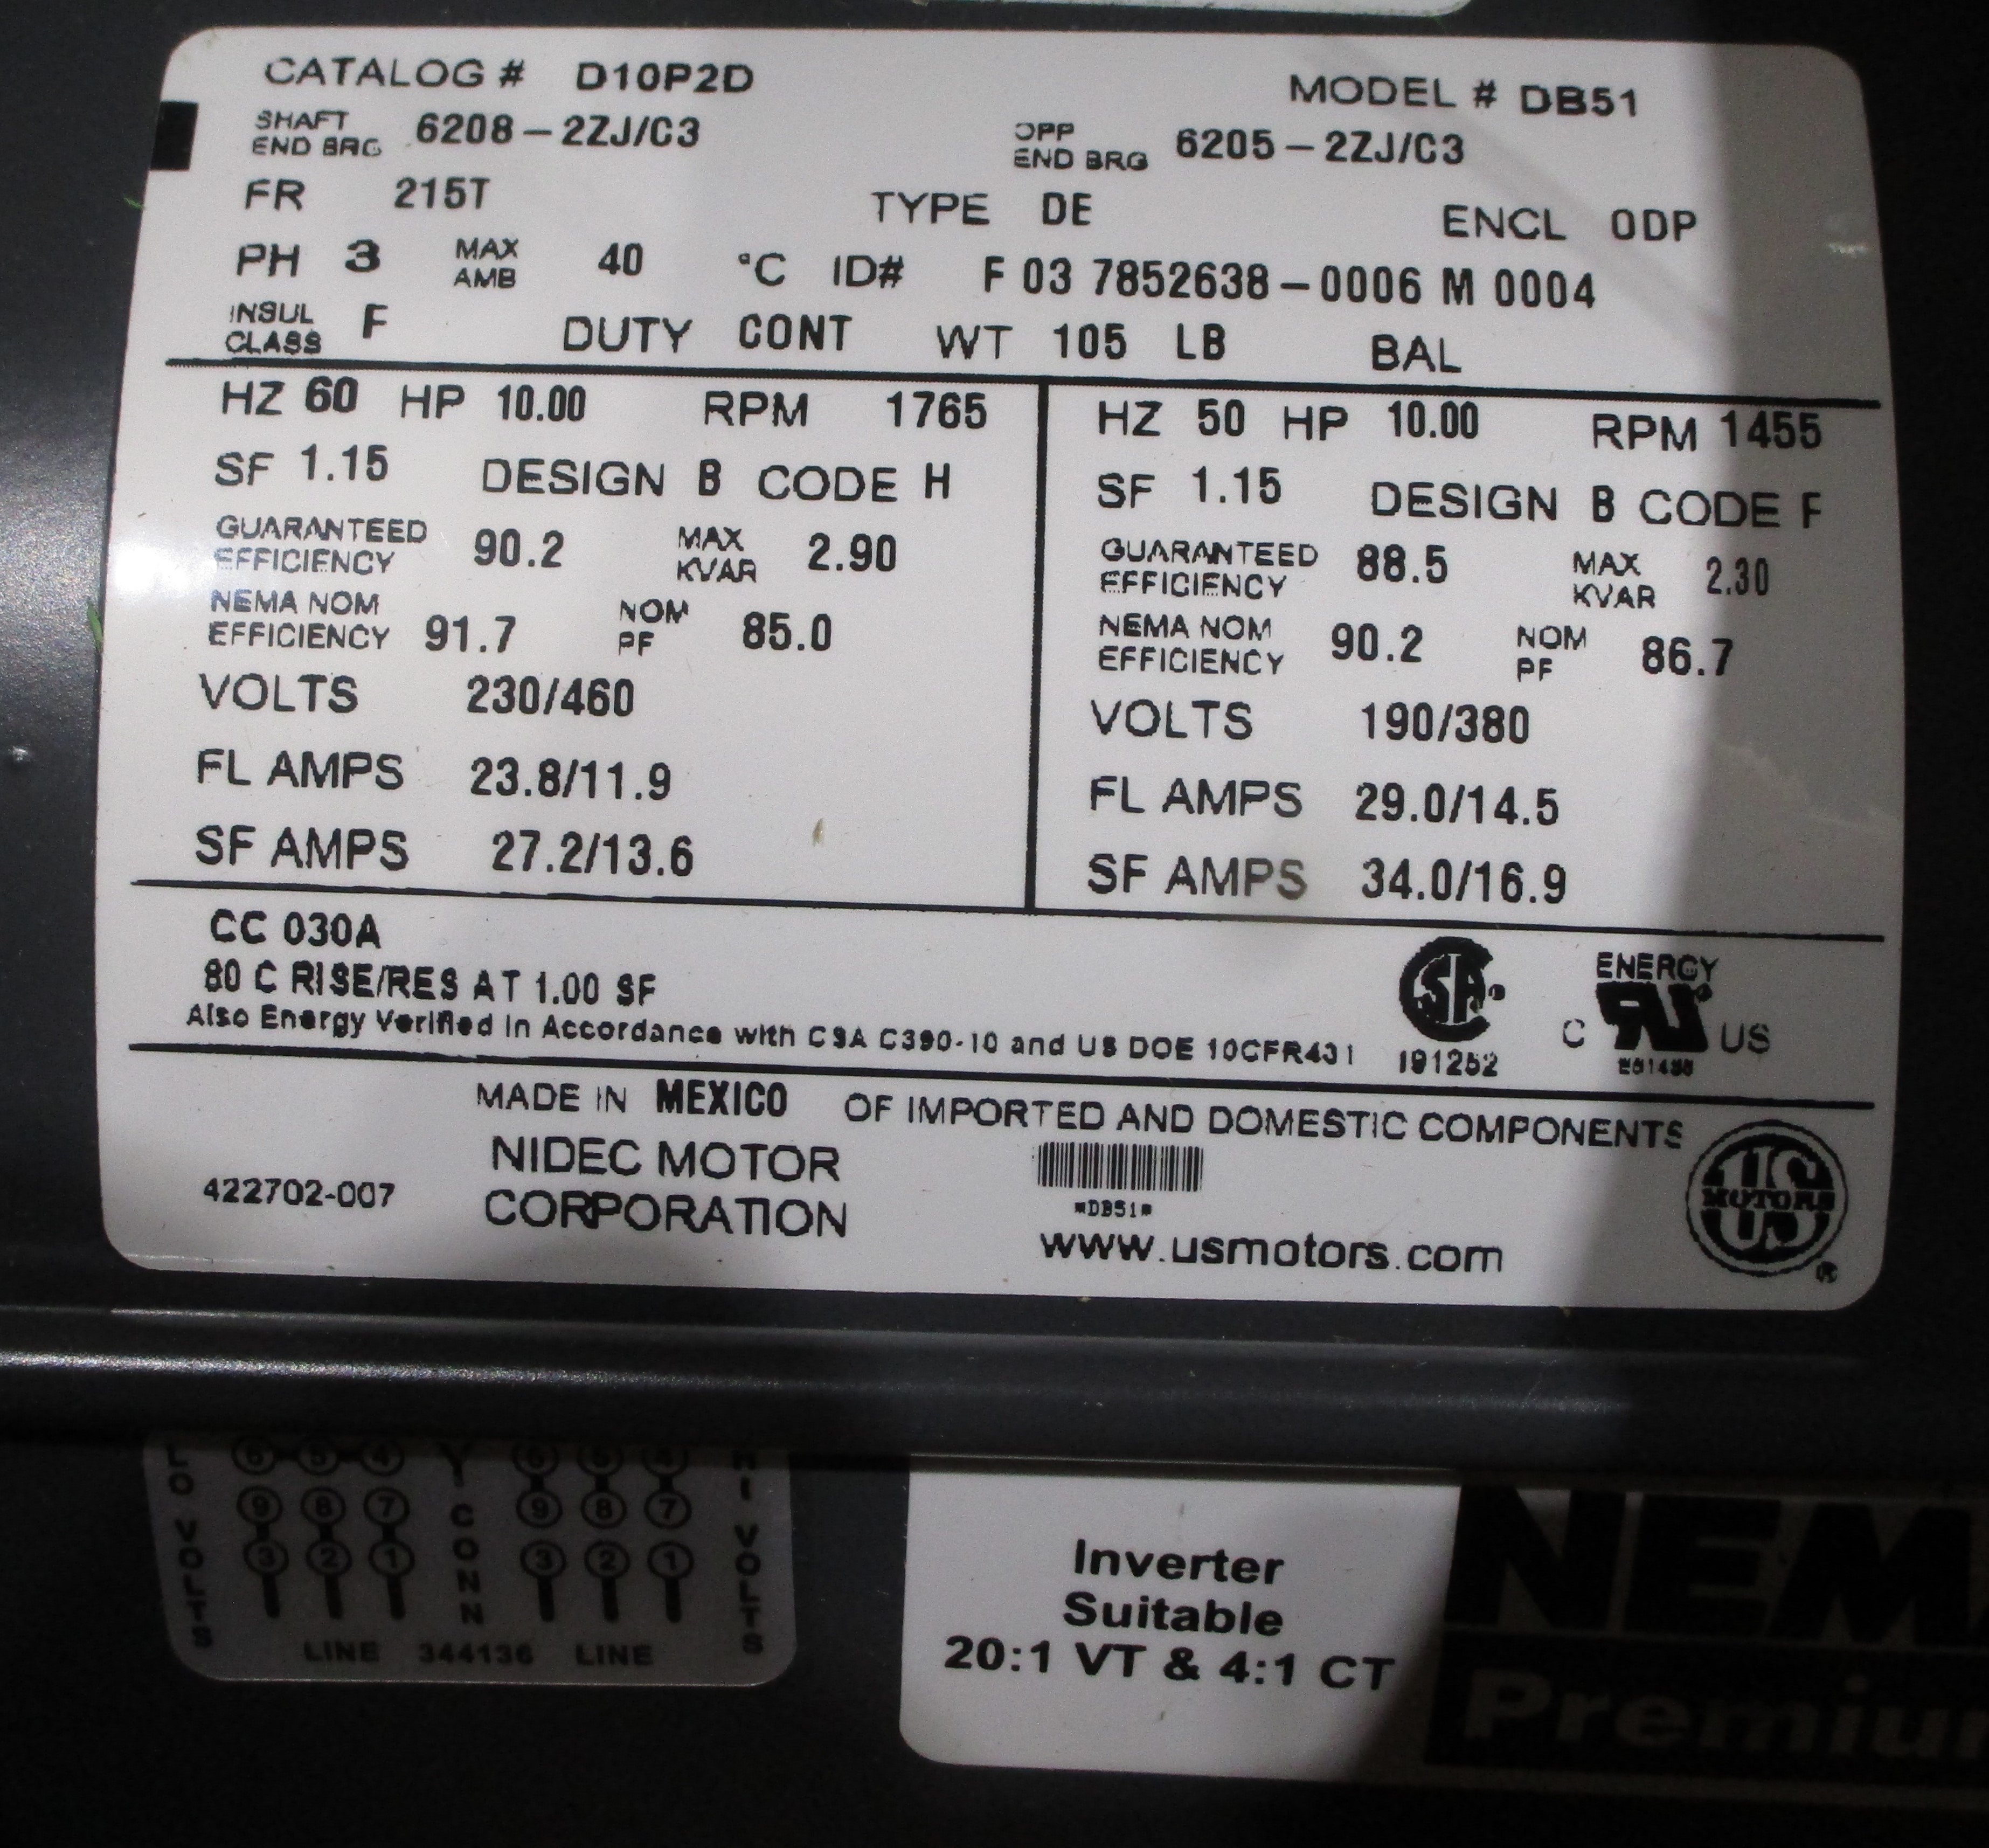 CATALOG # D10P2D MODEL # DB51
SHAFT END BRG 6208-2ZJ/C3 OPP END BRG 6205-2ZJ/C3
FR 215T TYPE DE ENCL ODP
PH 3 MAX AMB 40 °C ID# F 03 7852638-0006 M 0004
INSUL CLASS F DUTY CONT WT 105 LB BAL
HZ 60 HP 10.00 RPM 1765
SF 1.15 DESIGN B CODE H
GUARANTEED EFFICIENCY 90.2 MAX KVAR 2.90
NEMA NOM EFFICIENCY 91.7 NOM PF 85.0
VOLTS 230/460
FL AMPS 23.8/11.9
SF AMPS 27.2/13.6
HZ 50 HP 10.00 RPM 1455
SF 1.15 DESIGN B CODE F
GUARANTEED EFFICIENCY 88.5 MAX KVAR 2.30
NEMA NOM EFFICIENCY 90.2 NOM PF 86.7
VOLTS 190/380
FL AMPS 29.0/14.5
SF AMPS 34.0/16.9
CC 030A
80 C RISE/RES AT 1.00 SF
Also Energy Verified In Accordance with CSA C390-10 and US DOE 10CFR431
CSA ®
191252
ENERGY
C RU ® US
MADE IN MEXICO OF IMPORTED AND DOMESTIC COMPONENTS
NIDEC MOTOR
CORPORATION
422702-007
*DB51*
www.usmotors.com
US MOTORS ®
LO VOLTS
6 5 4
9 8 7
3 2 1
Y CONN
6 5 4
9 8 7
3 2 1
HI VOLTS
LINE 344136 LINE
Inverter
Suitable
20:1 VT & 4:1 CT
NEM
Premiu